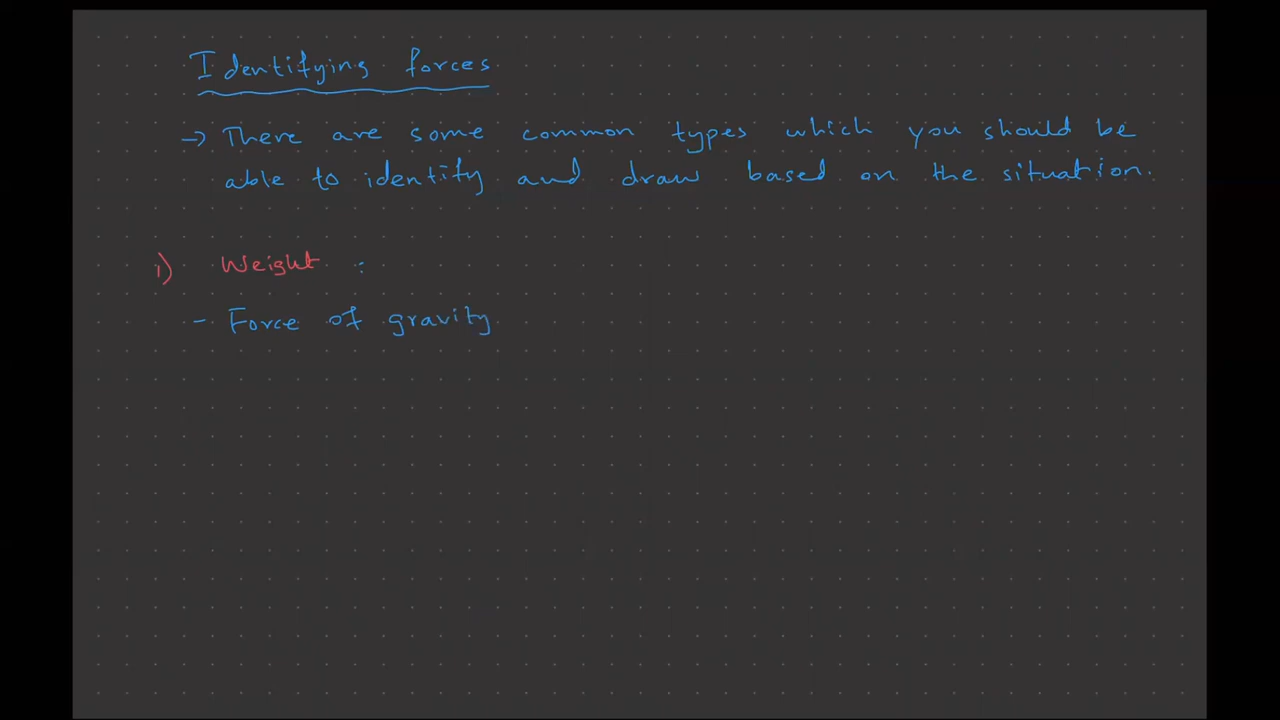 Identifying forces
→ There are some common types which you should be
able to identify and draw based on the situation.
1) Weight :
- Force of gravity